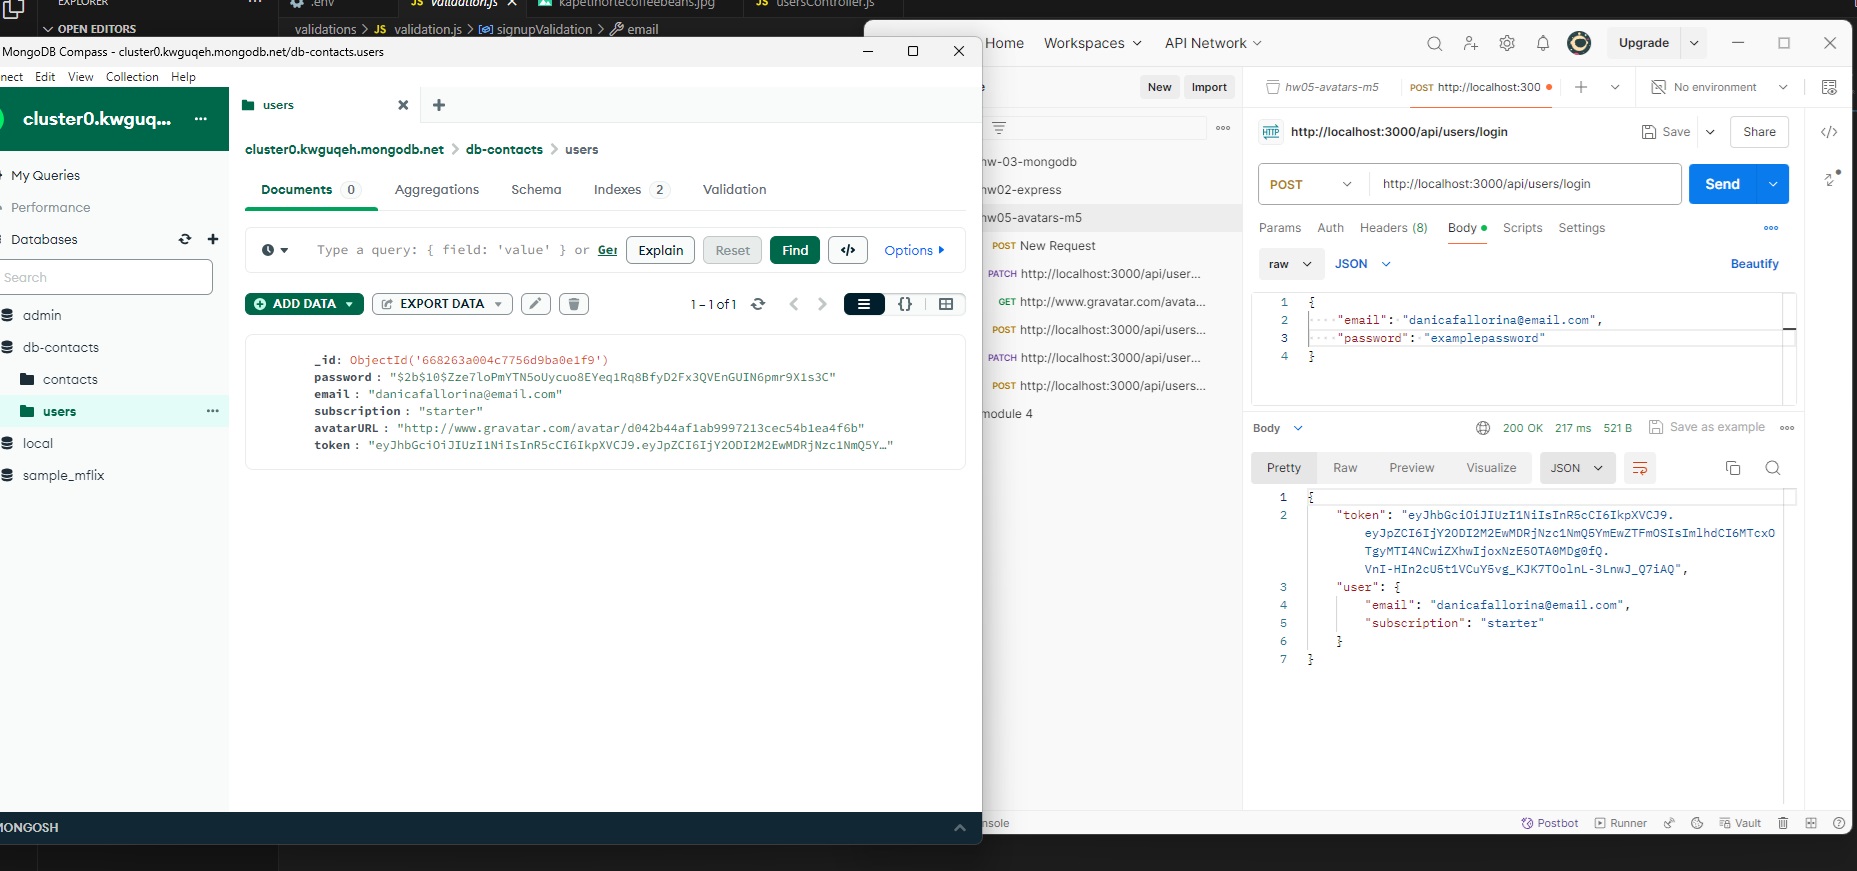 EXPLORER
···
.env
JS validation.js ×
kapetinortecoffeebeans.jpg
JS usersController.js
OPEN EDITORS
validations > JS validation.js > signupValidation > email
MongoDB Compass - cluster0.kwguqeh.mongodb.net/db-contacts.users
nect Edit View Collection Help
cluster0.kwguq... ···
My Queries
Performance
Databases
Search
admin
db-contacts
contacts
users ···
local
sample_mflix
MONGOSH
users
cluster0.kwguqeh.mongodb.net > db-contacts > users
Documents 0 Aggregations Schema Indexes 2 Validation
Type a query: { field: 'value' } or Ger
Explain Reset Find </> Options
ADD DATA EXPORT DATA 1 – 1 of 1 {}
_id: ObjectId('668263a004c7756d9ba0e1f9')
password : "$2b$10$Zze7loPmYTN5oUycuo8EYeq1Rq8BfyD2Fx3QVEnGUIN6pmr9X1s3C"
email : "danicafallorina@email.com"
subscription : "starter"
avatarURL : "http://www.gravatar.com/avatar/d042b44af1ab9997213cec54b1ea4f6b"
token : "eyJhbGciOiJIUzI1NiIsInR5cCI6IkpXVCJ9.eyJpZCI6IjY2ODI2M2EwMDRjNzc1NmQ5Y…"
Home Workspaces API Network Upgrade
New Import
hw-03-mongodb
hw02-express
hw05-avatars-m5
POST New Request
PATCH http://localhost:3000/api/user...
GET http://www.gravatar.com/avata...
POST http://localhost:3000/api/users...
PATCH http://localhost:3000/api/user...
POST http://localhost:3000/api/users...
module 4
nsole
hw05-avatars-m5 POST http://localhost:300 No environment
HTTP http://localhost:3000/api/users/login Save Share </>
POST http://localhost:3000/api/users/login Send
Params Auth Headers (8) Body Scripts Settings
raw JSON Beautify
1 {
2 "email": "danicafallorina@email.com",
3 "password": "examplepassword"
4 }
Body 200 OK 217 ms 521 B Save as example
Pretty Raw Preview Visualize JSON
1 {
2 "token": "eyJhbGciOiJIUzI1NiIsInR5cCI6IkpXVCJ9.
eyJpZCI6IjY2ODI2M2EwMDRjNzc1NmQ5YmEwZTFmOSIsImlhdCI6MTcxO
TgyMTI4NCwiZXhwIjoxNzE5OTA0MDg0fQ.
VnI-HIn2cU5t1VCuY5vg_KJK7TOolnL-3LnwJ_Q7iAQ",
3 "user": {
4 "email": "danicafallorina@email.com",
5 "subscription": "starter"
6 }
7 }
Postbot Runner Vault